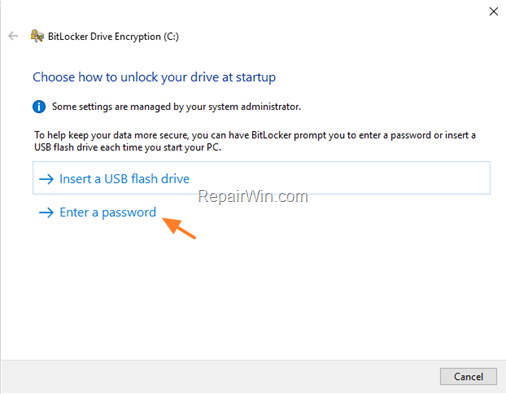 BitLocker Drive Encryption (C:)
Choose how to unlock your drive at startup
Some settings are managed by your system administrator.
To help keep your data more secure, you can have BitLocker prompt you to enter a password or insert a
USB flash drive each time you start your PC.
Insert a USB flash drive
RepairWin.com
Enter a password
Cancel